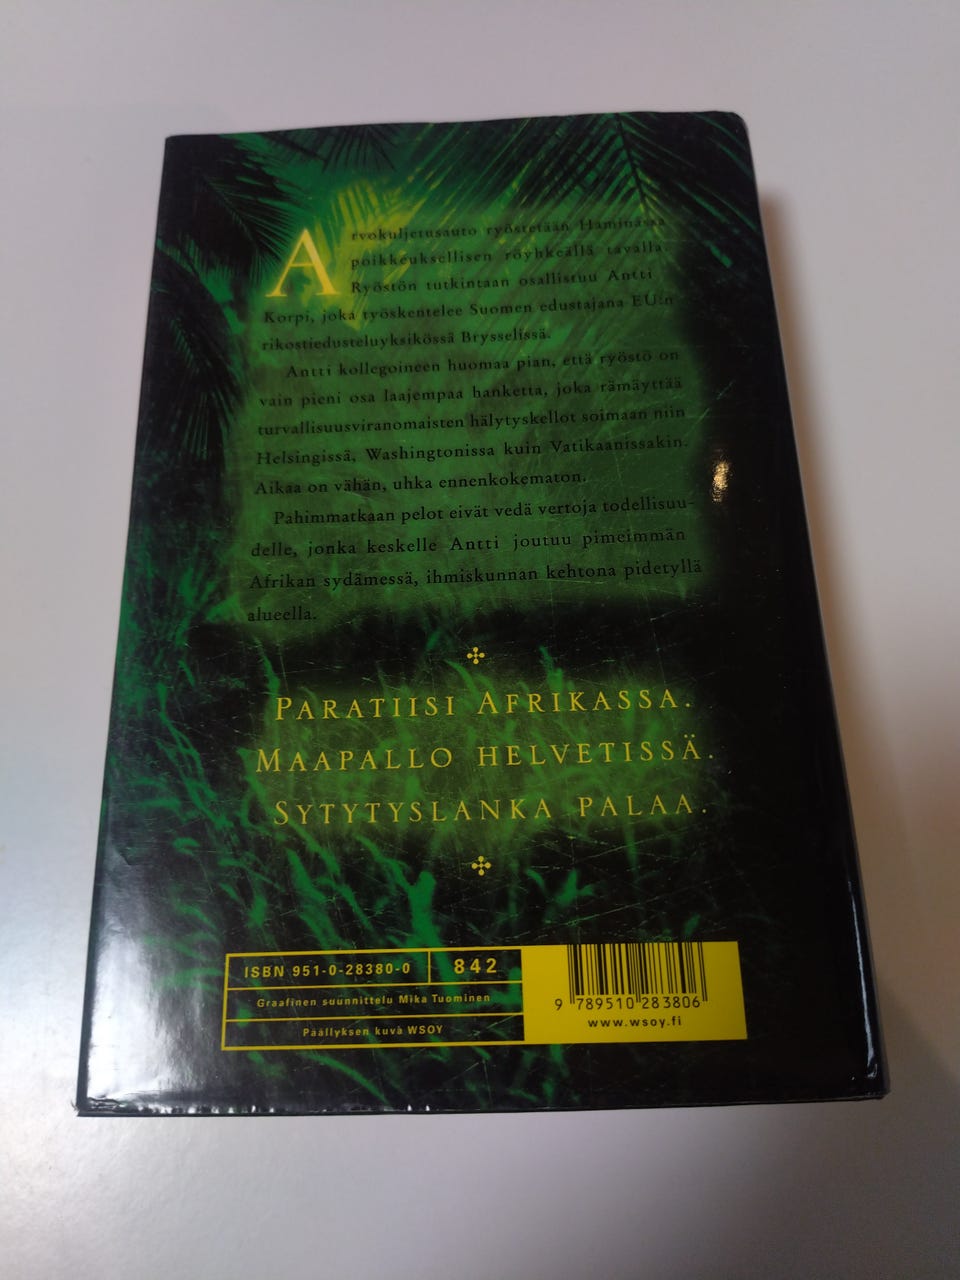 Arvokuljetusauto ryöstetään Haminassa
poikkeuksellisen röyhkeällä tavalla.
Ryöstön tutkintaan osallistuu Antti
Korpi, joka työskentelee Suomen edustajana EU:n
rikostiedusteluyksikössä Brysselissä.
Antti kollegoineen huomaa pian, että ryöstö on
vain pieni osa laajempaa hanketta, joka rämäyttää
turvallisuusviranomaisten hälytyskellot soimaan niin
Helsingissä, Washingtonissa kuin Vatikaanissakin.
Aikaa on vähän, uhka ennenkokematon.
Pahimmatkaan pelot eivät vedä vertoja todellisuu-
delle, jonka keskelle Antti joutuu pimeimmän
Afrikan sydämessä, ihmiskunnan kehtona pidetyllä
alueella.
PARATIISI AFRIKASSA.
MAAPALLO HELVETISSÄ.
SYTYTYSLANKA PALAA.
ISBN 951-0-28380-0 842
Graafinen suunnittelu Mika Tuominen
Päällyksen kuva WSOY
9 789510 283806
www.wsoy.fi